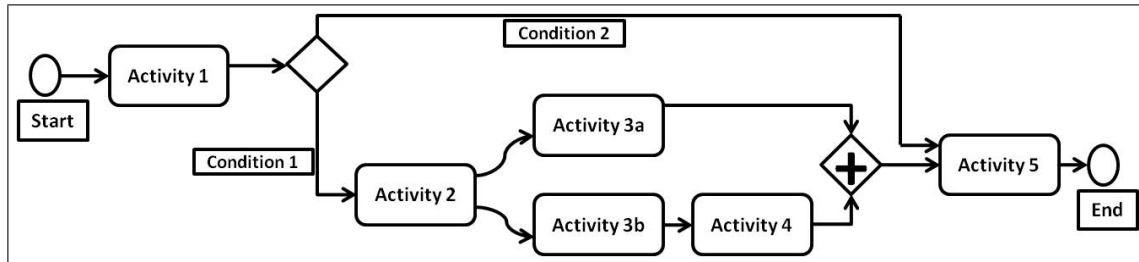 Start
Activity 1
Condition 2
Condition 1
Activity 2
Activity 3a
Activity 3b
Activity 4
Activity 5
End